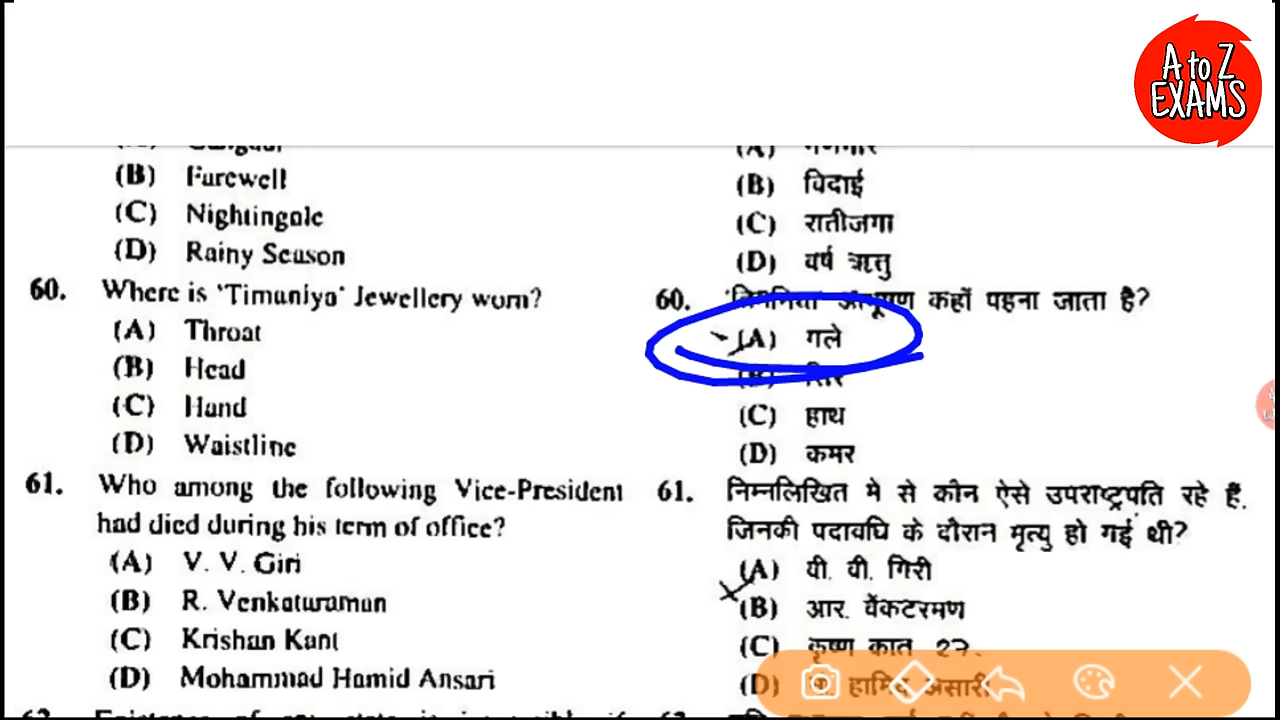 A to Z
EXAMS
(B) Farewell
(C) Nightingale
(D) Rainy Season
60. Where is 'Timaniya' Jewellery worn?
(A) Throat
(B) Head
(C) Hand
(D) Waistline
61. Who among the following Vice-President
had died during his term of office?
(A) V. V. Giri
(B) R. Venkataraman
(C) Krishan Kant
(D) Mohammad Hamid Ansari
(A) गणगौर
(B) विदाई
(C) रातीजगा
(D) वर्ष ऋतु
60. आभूषण कहाँ पहना जाता है?
(A) गले
(B) सिर
(C) हाथ
(D) कमर
61. निम्नलिखित मे से कौन ऐसे उपराष्ट्रपति रहे हैं.
जिनकी पदावधि के दौरान मृत्यु हो गई थी?
(A) वी. वी. गिरी
(B) आर. वेंकटरमण
(C) कृष्ण कात
(D) हामिद असारी